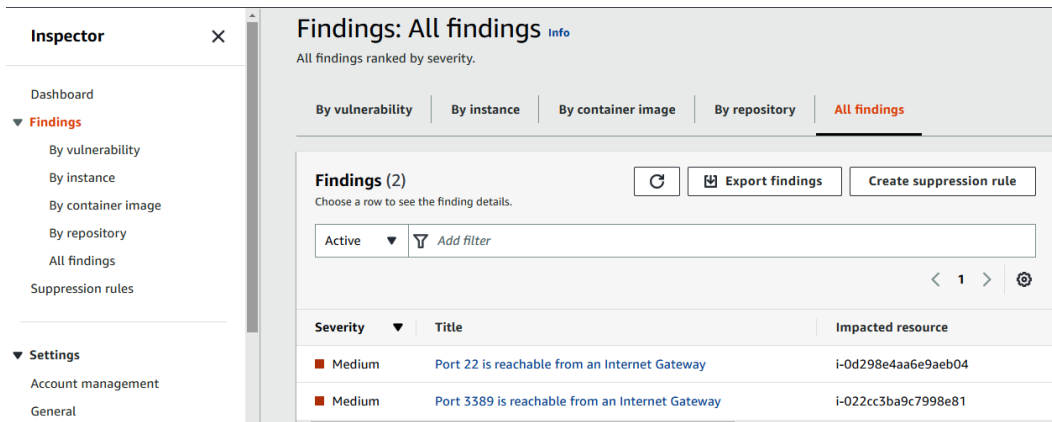 Inspector
Dashboard
Findings
By vulnerability
By instance
By container image
By repository
All findings
Suppression rules
Settings
Account management
General
Findings: All findings Info
All findings ranked by severity.
By vulnerability By instance By container image By repository All findings
Findings (2)
Choose a row to see the finding details.
Export findings
Create suppression rule
Active Add filter
1
Severity Title Impacted resource
Medium Port 22 is reachable from an Internet Gateway i-0d298e4aa6e9aeb04
Medium Port 3389 is reachable from an Internet Gateway i-022cc3ba9c7998e81